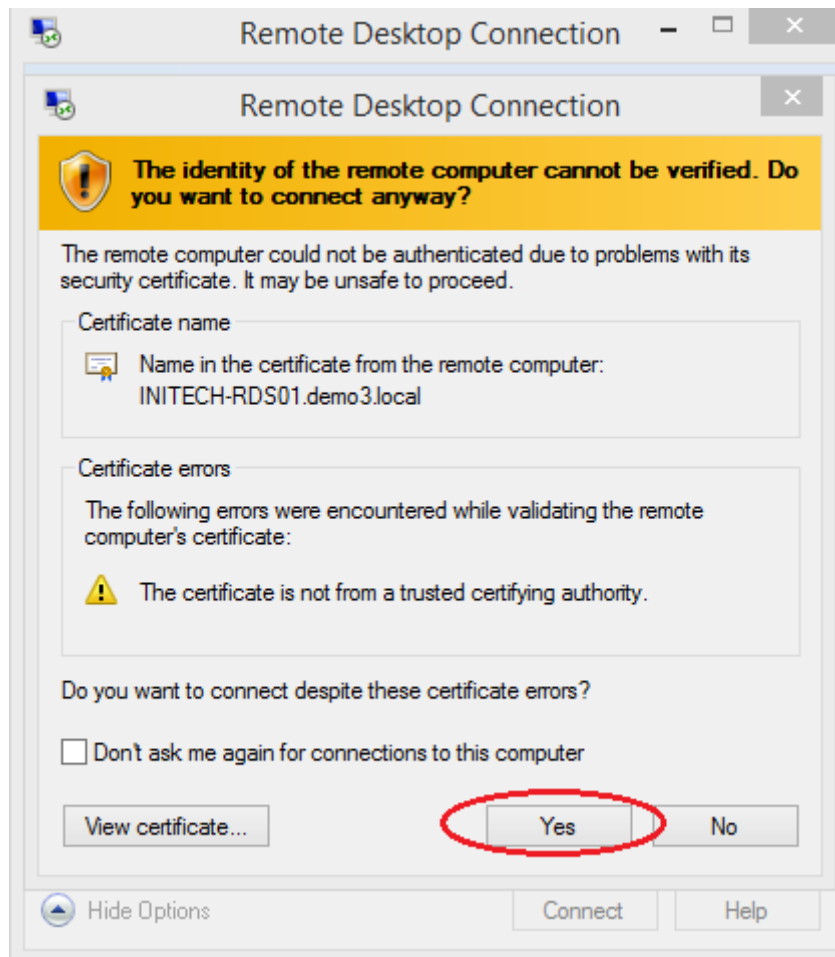 Remote Desktop Connection
Remote Desktop Connection
The identity of the remote computer cannot be verified. Do
you want to connect anyway?
The remote computer could not be authenticated due to problems with its
security certificate. It may be unsafe to proceed.
Certificate name
Name in the certificate from the remote computer:
INITECH-RDS01.demo3.local
Certificate errors
The following errors were encountered while validating the remote
computer's certificate:
The certificate is not from a trusted certifying authority.
Do you want to connect despite these certificate errors?
Don't ask me again for connections to this computer
View certificate... Yes No
Hide Options Connect Help